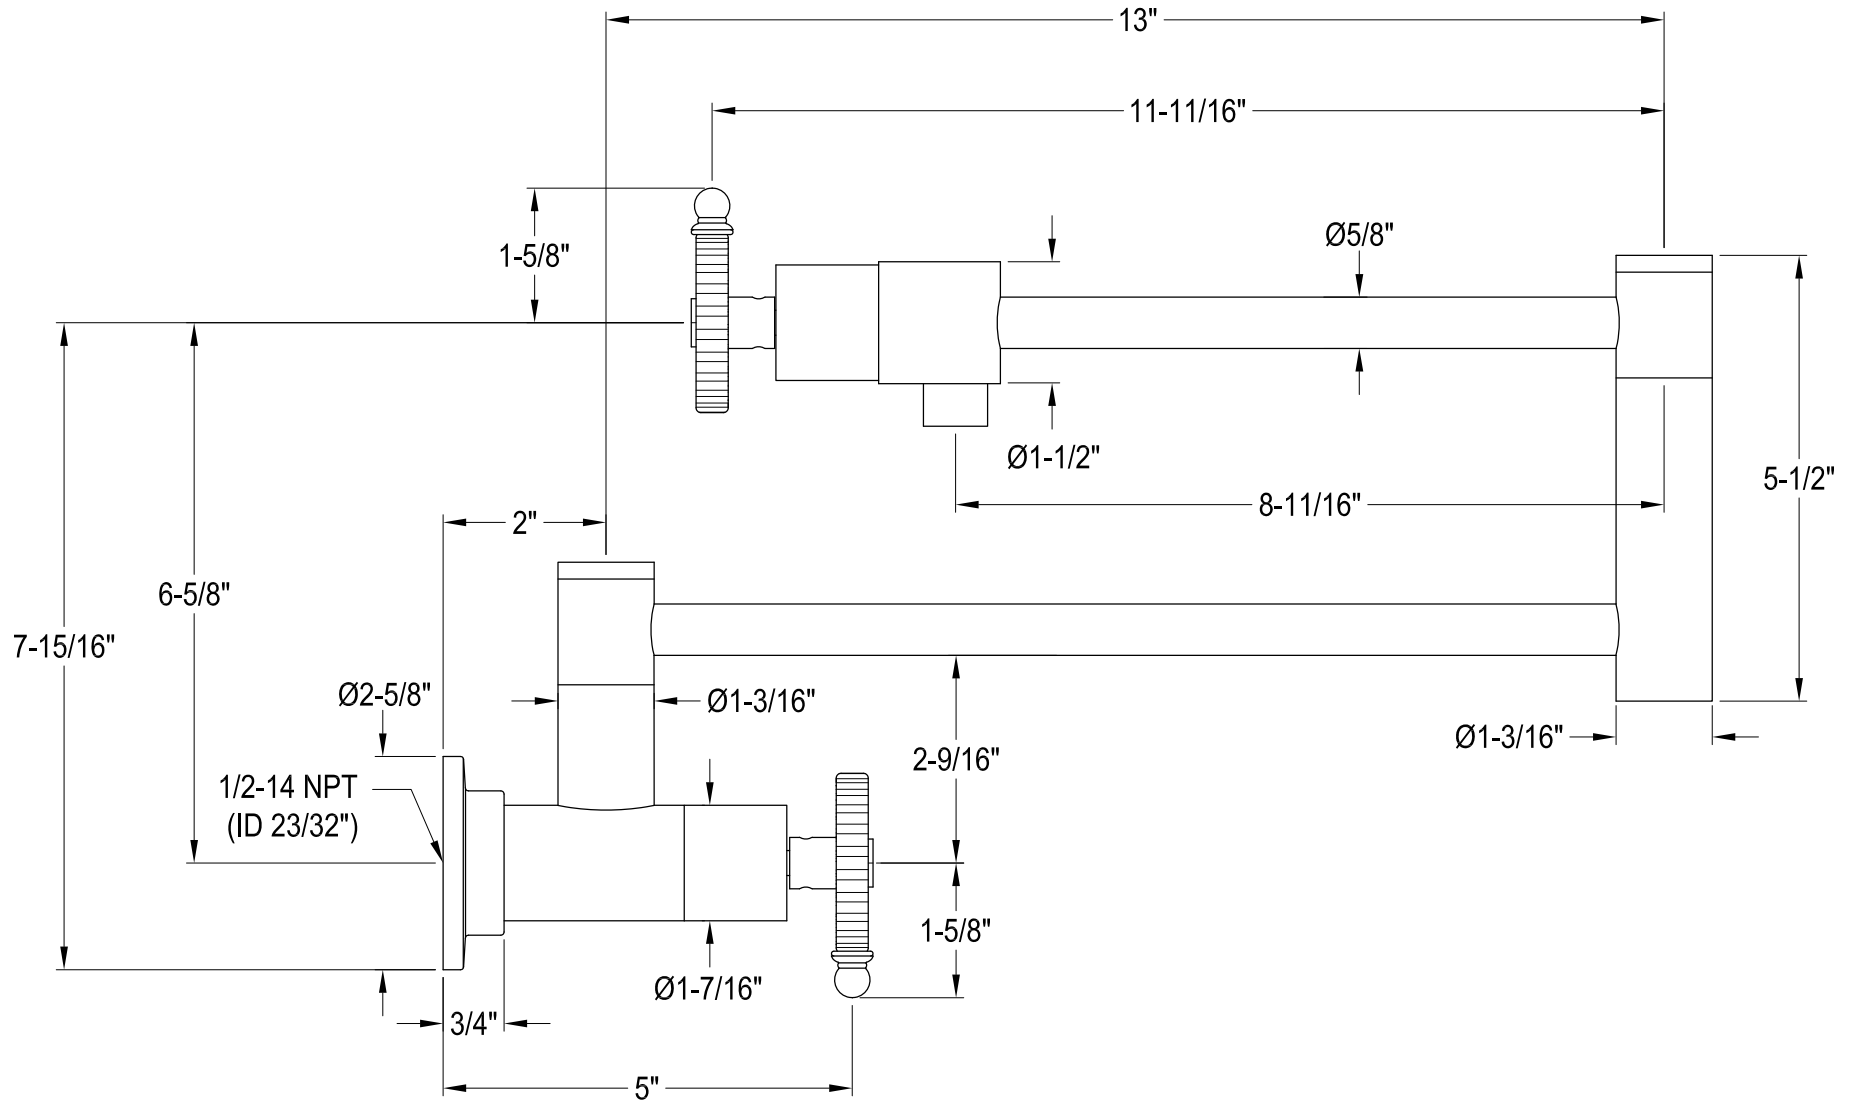 13"
11-11/16"
1-5/8"
Ø5/8"
Ø1-1/2"
5-1/2"
8-11/16"
2"
6-5/8"
7-15/16"
Ø2-5/8"
Ø1-3/16"
Ø1-3/16"
2-9/16"
1/2-14 NPT
(ID 23/32")
1-5/8"
Ø1-7/16"
3/4"
5"